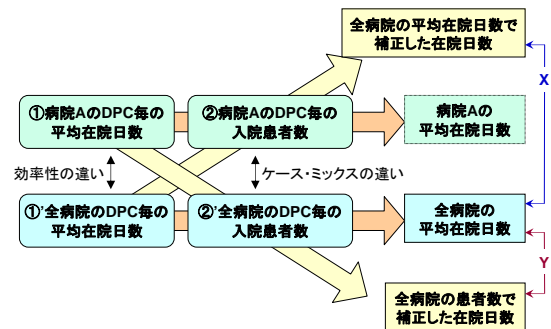 全病院の平均在院日数で
補正した在院日数
X
①病院AのDPC毎の
平均在院日数
②病院AのDPC毎の
入院患者数
病院Aの
平均在院日数
効率性の違い
ケース・ミックスの違い
①’全病院のDPC毎の
平均在院日数
②’全病院のDPC毎の
入院患者数
全病院の
平均在院日数
Y
全病院の患者数で
補正した在院日数